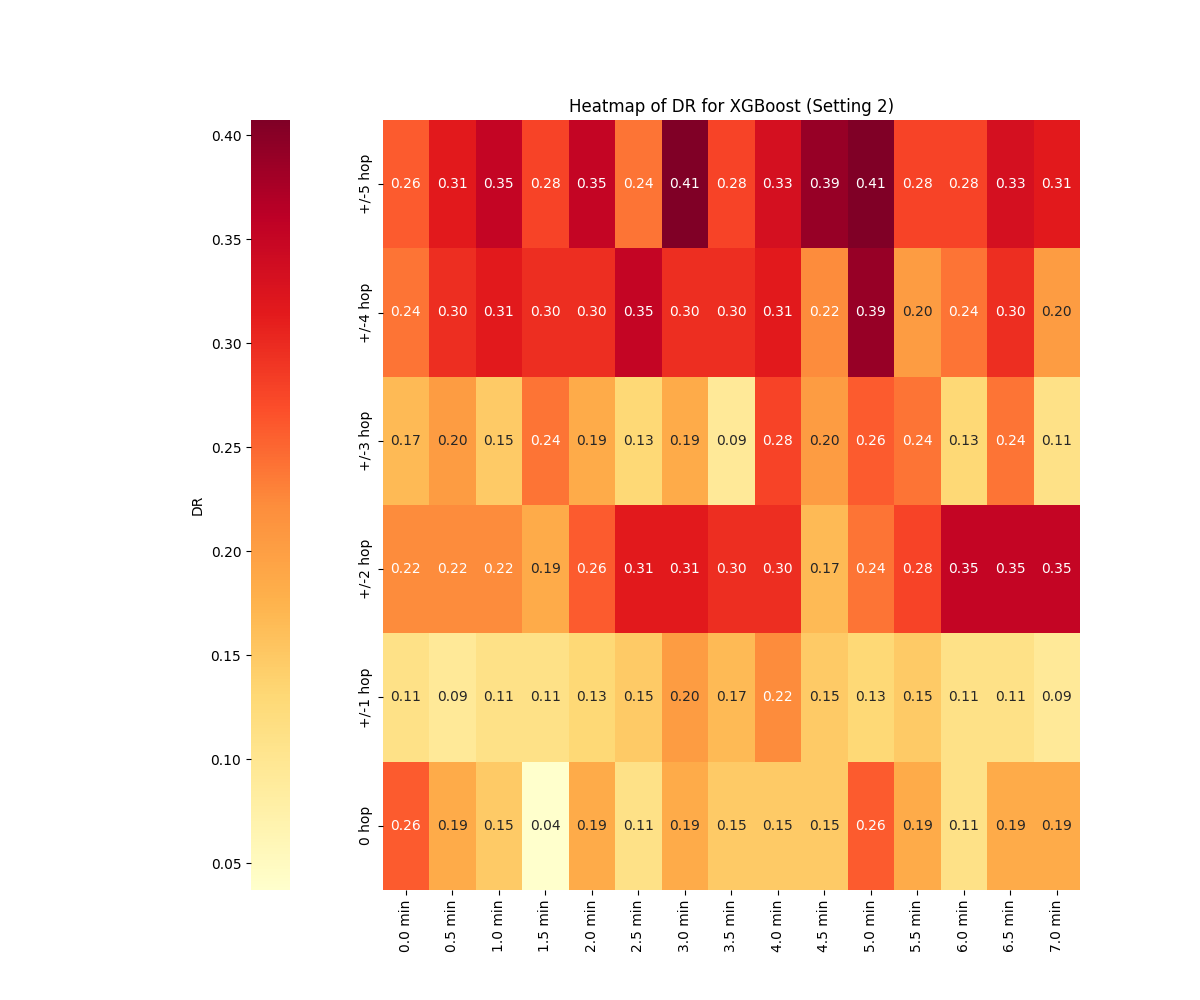 Heatmap of DR for XGBoost (Setting 2)
DR
0.40
0.35
0.30
0.25
0.20
0.15
0.10
0.05
+/-5 hop
0.26 0.31 0.35 0.28 0.35 0.24 0.41 0.28 0.33 0.39 0.41 0.28 0.28 0.33 0.31
+/-4 hop
0.24 0.30 0.31 0.30 0.30 0.35 0.30 0.30 0.31 0.22 0.39 0.20 0.24 0.30 0.20
+/-3 hop
0.17 0.20 0.15 0.24 0.19 0.13 0.19 0.09 0.28 0.20 0.26 0.24 0.13 0.24 0.11
+/-2 hop
0.22 0.22 0.22 0.19 0.26 0.31 0.31 0.30 0.30 0.17 0.24 0.28 0.35 0.35 0.35
+/-1 hop
0.11 0.09 0.11 0.11 0.13 0.15 0.20 0.17 0.22 0.15 0.13 0.15 0.11 0.11 0.09
0 hop
0.26 0.19 0.15 0.04 0.19 0.11 0.19 0.15 0.15 0.15 0.26 0.19 0.11 0.19 0.19
0.0 min
0.5 min
1.0 min
1.5 min
2.0 min
2.5 min
3.0 min
3.5 min
4.0 min
4.5 min
5.0 min
5.5 min
6.0 min
6.5 min
7.0 min